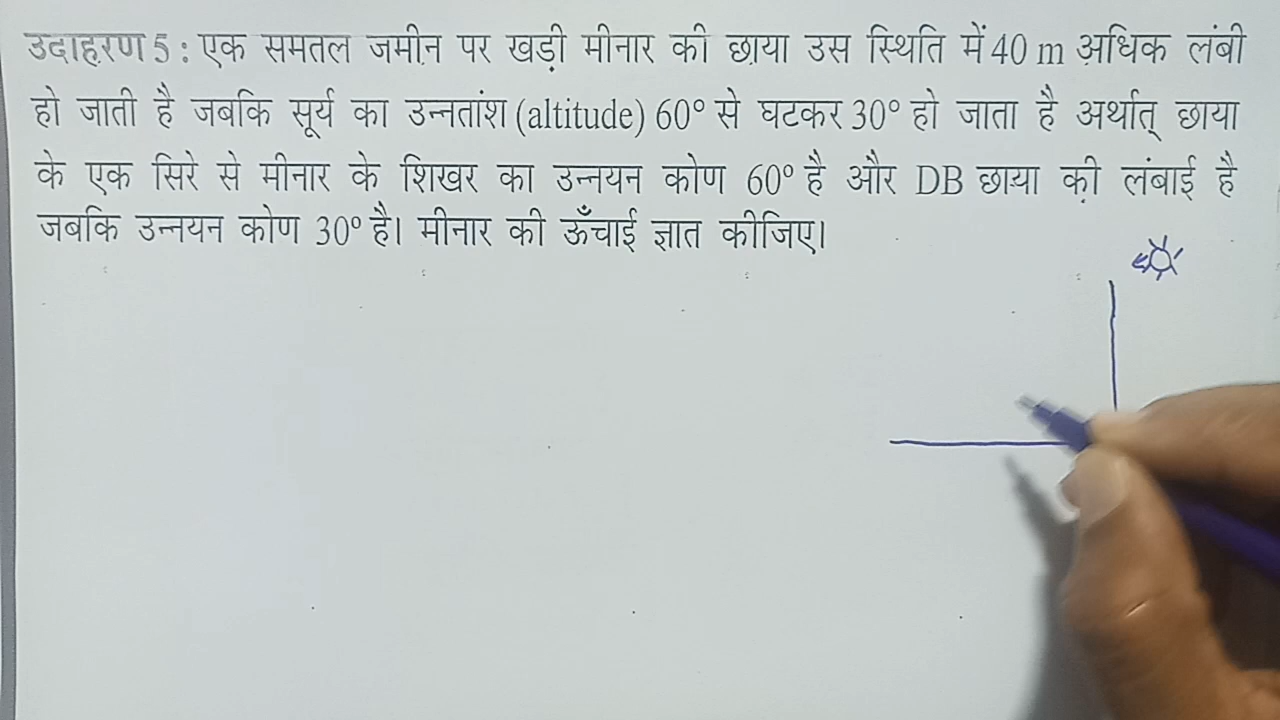 उदाहरण 5 : एक समतल जमीन पर खड़ी मीनार की छाया उस स्थिति में 40 m अधिक लंबी
हो जाती है जबकि सूर्य का उन्नतांश (altitude) 60° से घटकर 30° हो जाता है अर्थात् छाया
के एक सिरे से मीनार के शिखर का उन्नयन कोण 60° है और DB छाया की लंबाई है
जबकि उन्नयन कोण 30° है। मीनार की ऊँचाई ज्ञात कीजिए।